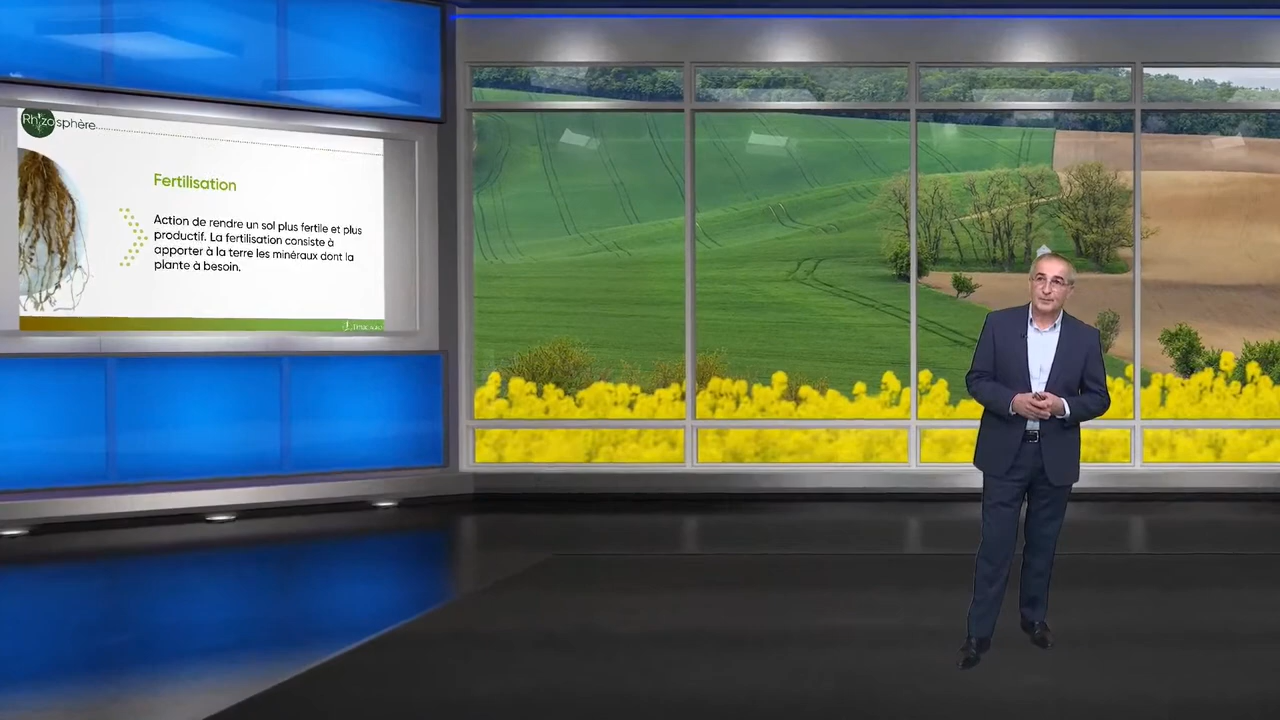 Rhizosphère
Fertilisation
Action de rendre un sol plus fertile et plus
productif. La fertilisation consiste à
apporter à la terre les minéraux dont la
plante à besoin.